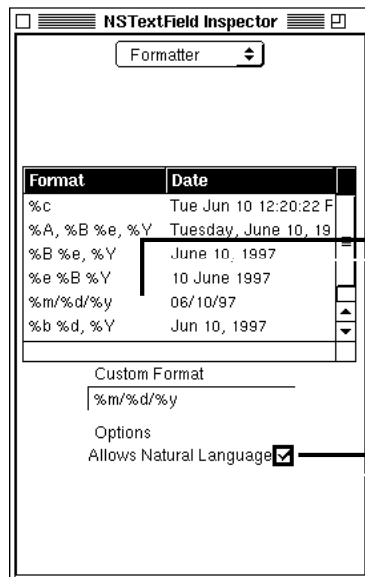 NSTextField Inspector
Formatter
Format Date
%c Tue Jun 10 12:20:22 F
%A, %B %e, %Y Tuesday, June 10, 19
%B %e, %Y June 10, 1997
%e %B %Y 10 June 1997
%m/%d/%y 06/10/97
%b %d, %Y Jun 10, 1997
Custom Format
%m/%d/%y
Options
Allows Natural Language